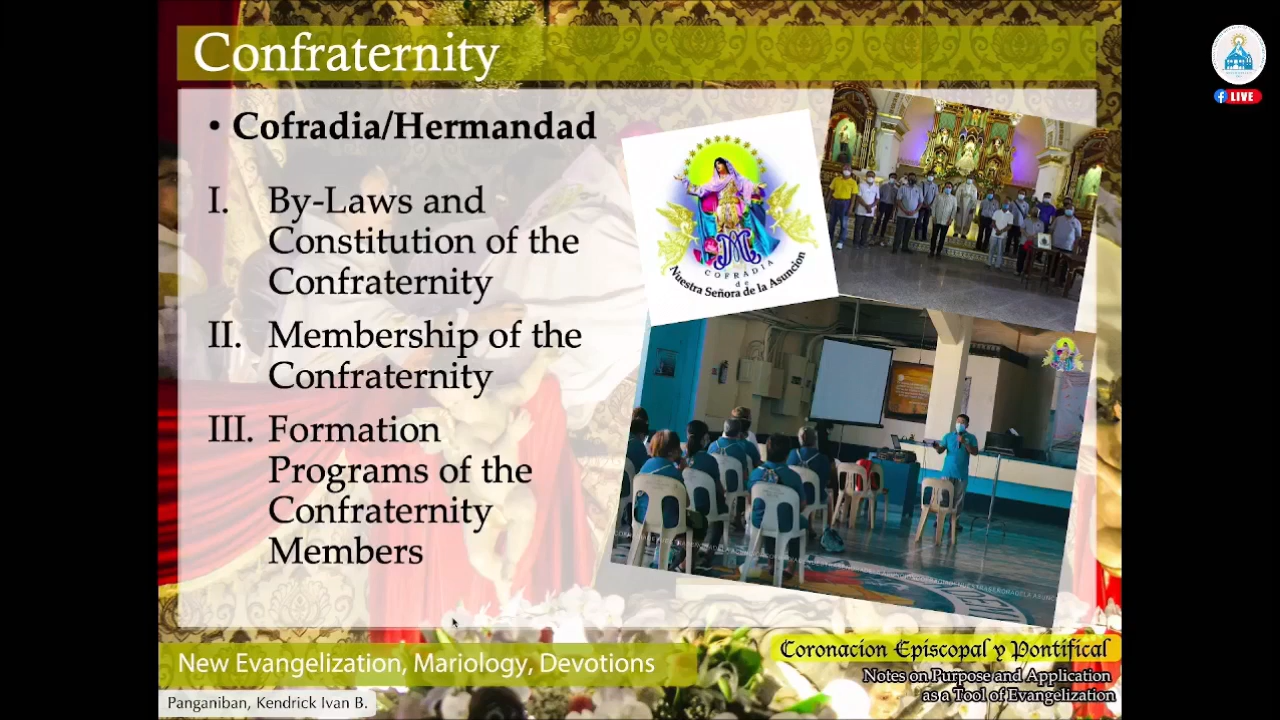 Confraternity
• Cofradia/Hermandad
I. By-Laws and
Constitution of the
Confraternity
II. Membership of the
Confraternity
III. Formation
Programs of the
Confraternity
Members
COFRADIA
de
Nuestra Señora de la Asuncion
LIVE
New Evangelization, Mariology, Devotions
Coronacion Episcopal y Pontifical
Notes on Purpose and Application
as a Tool of Evangelization
Panganiban, Kendrick Ivan B.